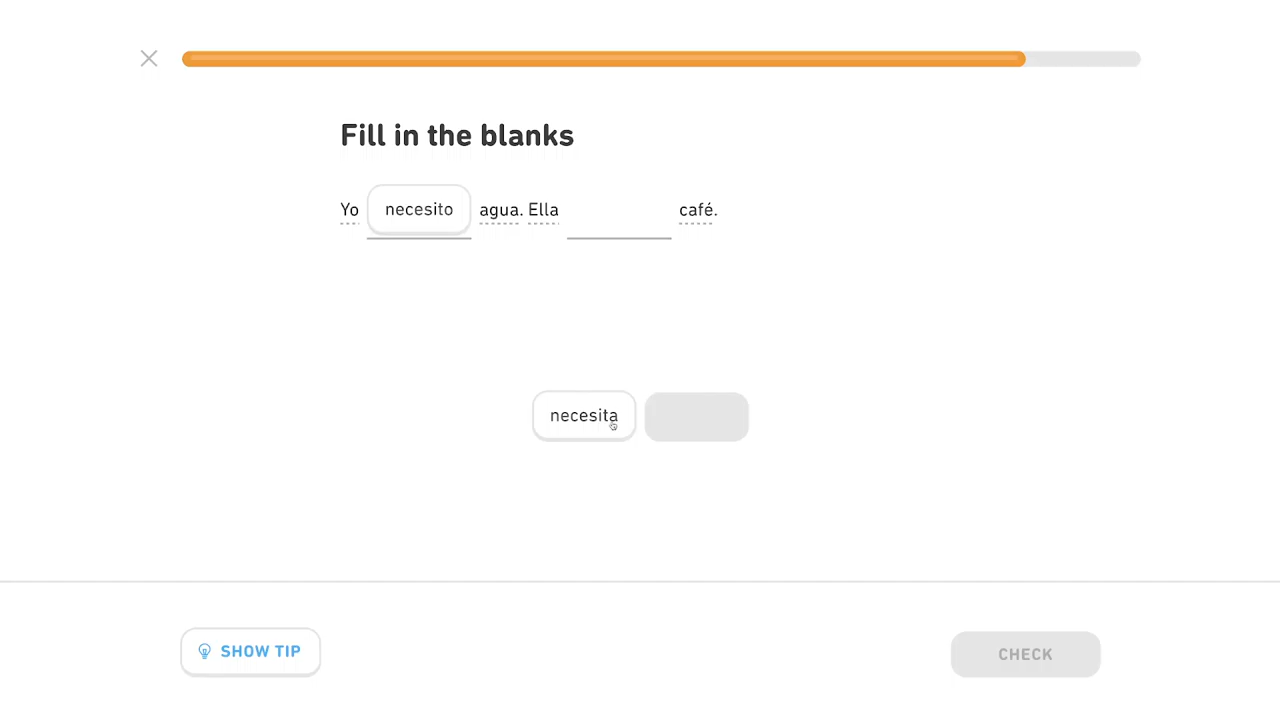 Fill in the blanks
Yo necesito agua. Ella café.
necesita
SHOW TIP
CHECK